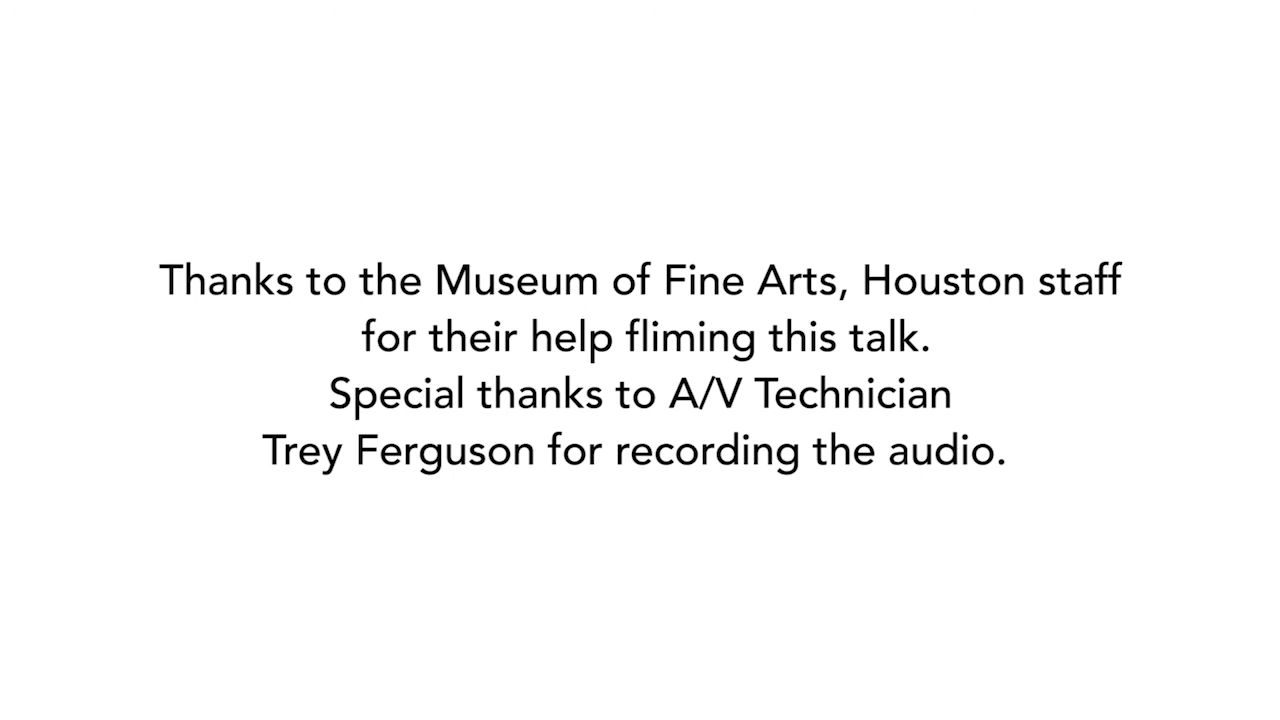 Thanks to the Museum of Fine Arts, Houston staff
for their help fliming this talk.
Special thanks to A/V Technician
Trey Ferguson for recording the audio.